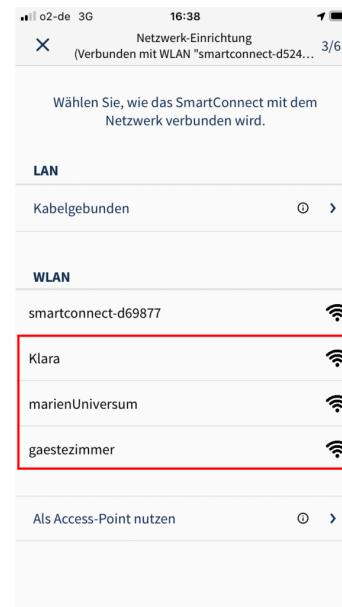 o2-de 3G 16:38
Netzwerk-Einrichtung
(Verbunden mit WLAN "smartconnect-d524... 3/6
Wählen Sie, wie das SmartConnect mit dem
Netzwerk verbunden wird.
LAN
Kabelgebunden
WLAN
smartconnect-d69877
Klara
marienUniversum
gaestezimmer
Als Access-Point nutzen